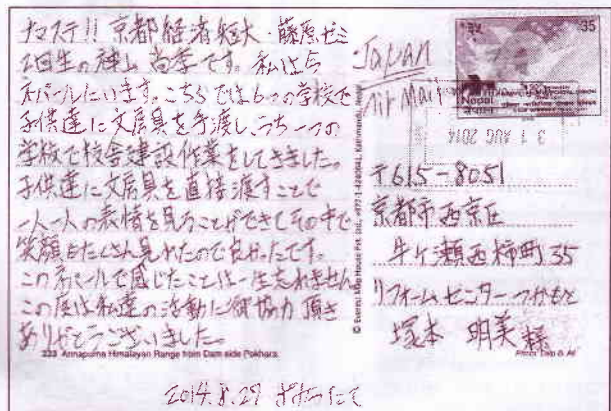 ナマステ!! 京都経済短大・藤原ゼミ
2回生の神山 尚学です。私は今
ネパールにいます。こちらでは6つの学校で
子供達に文房具を手渡し、うち一つの
学校で校舎建設作業をしてきました。
子供達に文房具を直接渡すことで
一人一人の表情を見ることができてその中で
笑顔もたくさん見れたので良かったです。
このネパールで感じたことは一生忘れません
この度は私達の活動に御協力頂き
ありがとうございました。
333 Annapurna Himalayan Range from Dam side Pokhara.
2014.8.29 にて
© Everest Map House Pvt. Ltd.
Japan
Air Mail
35
Nepal
31 AUG 2014
〒615-8051
京都市西京区
牛ヶ瀬西柿町35
リフォームセンターつかもと
塚本 明美様